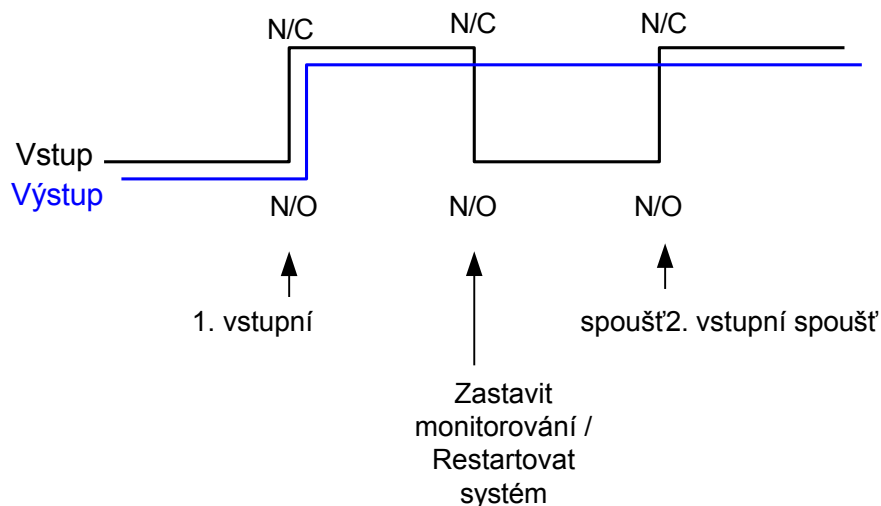 N/C N/C N/C
Vstup
Výstup
N/O N/O N/O
1. vstupní spoušť2. vstupní spoušť
Zastavit
monitorování /
Restartovat
systém